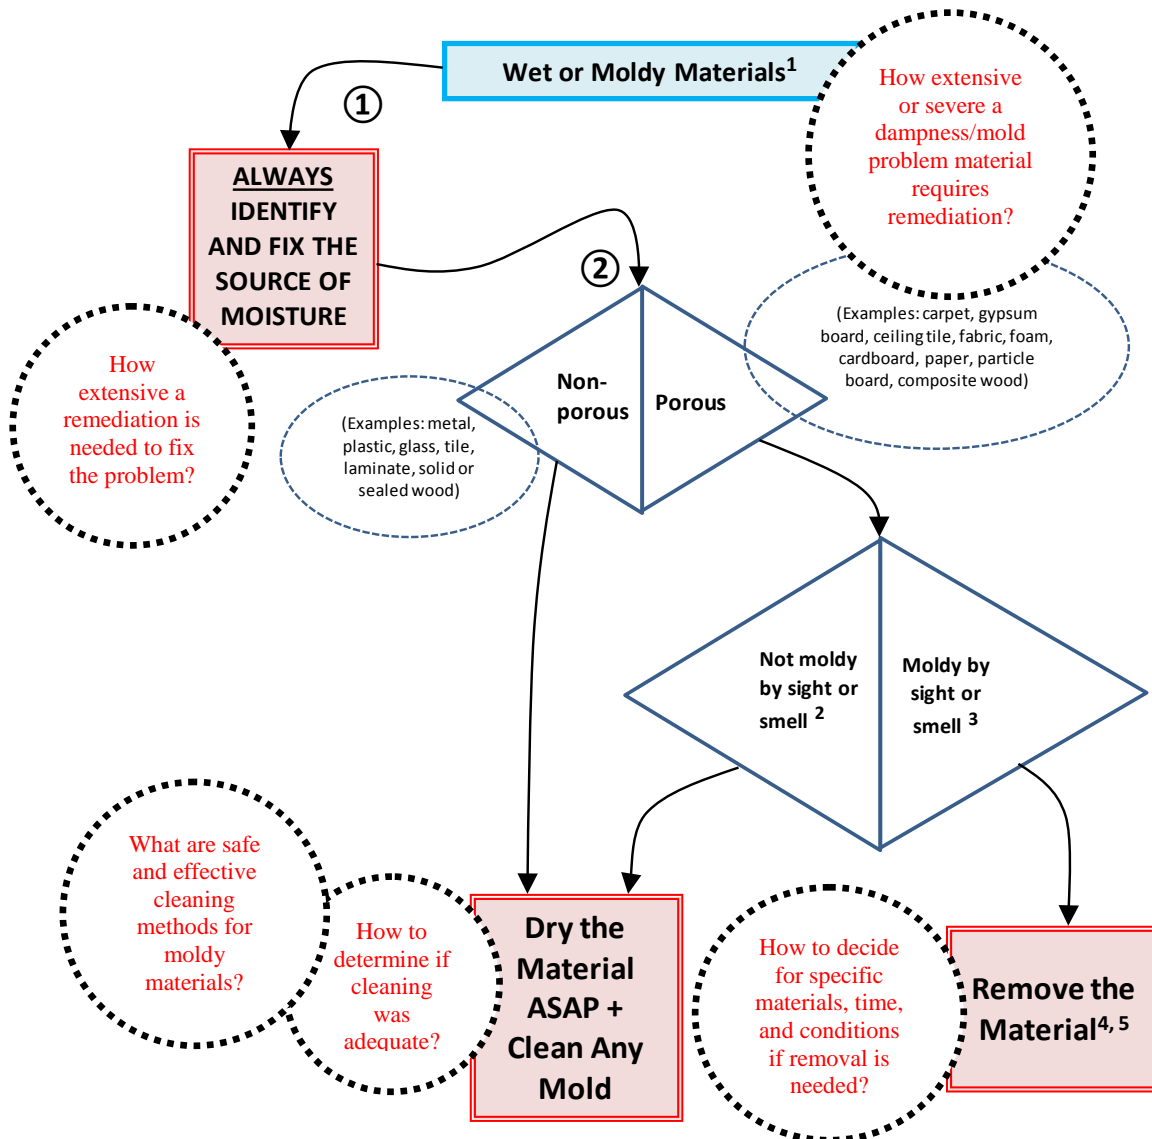 Wet or Moldy Materials1
How extensive
or severe a
dampness/mold
problem material
requires
remediation?
①
ALWAYS
IDENTIFY
AND FIX THE
SOURCE OF
MOISTURE
②
(Examples: carpet, gypsum
board, ceiling tile, fabric, foam,
cardboard, paper, particle
board, composite wood)
How
extensive a
remediation is
needed to fix
the problem?
Non-
porous
Porous
(Examples: metal,
plastic, glass, tile,
laminate, solid or
sealed wood)
Not moldy
by sight or
smell 2
Moldy by
sight or
smell 3
What are safe
and effective
cleaning
methods for
moldy
materials?
How to
determine if
cleaning
was
adequate?
Dry the
Material
ASAP +
Clean Any
Mold
How to decide
for specific
materials, time,
and conditions
if removal is
needed?
Remove the
Material4, 5